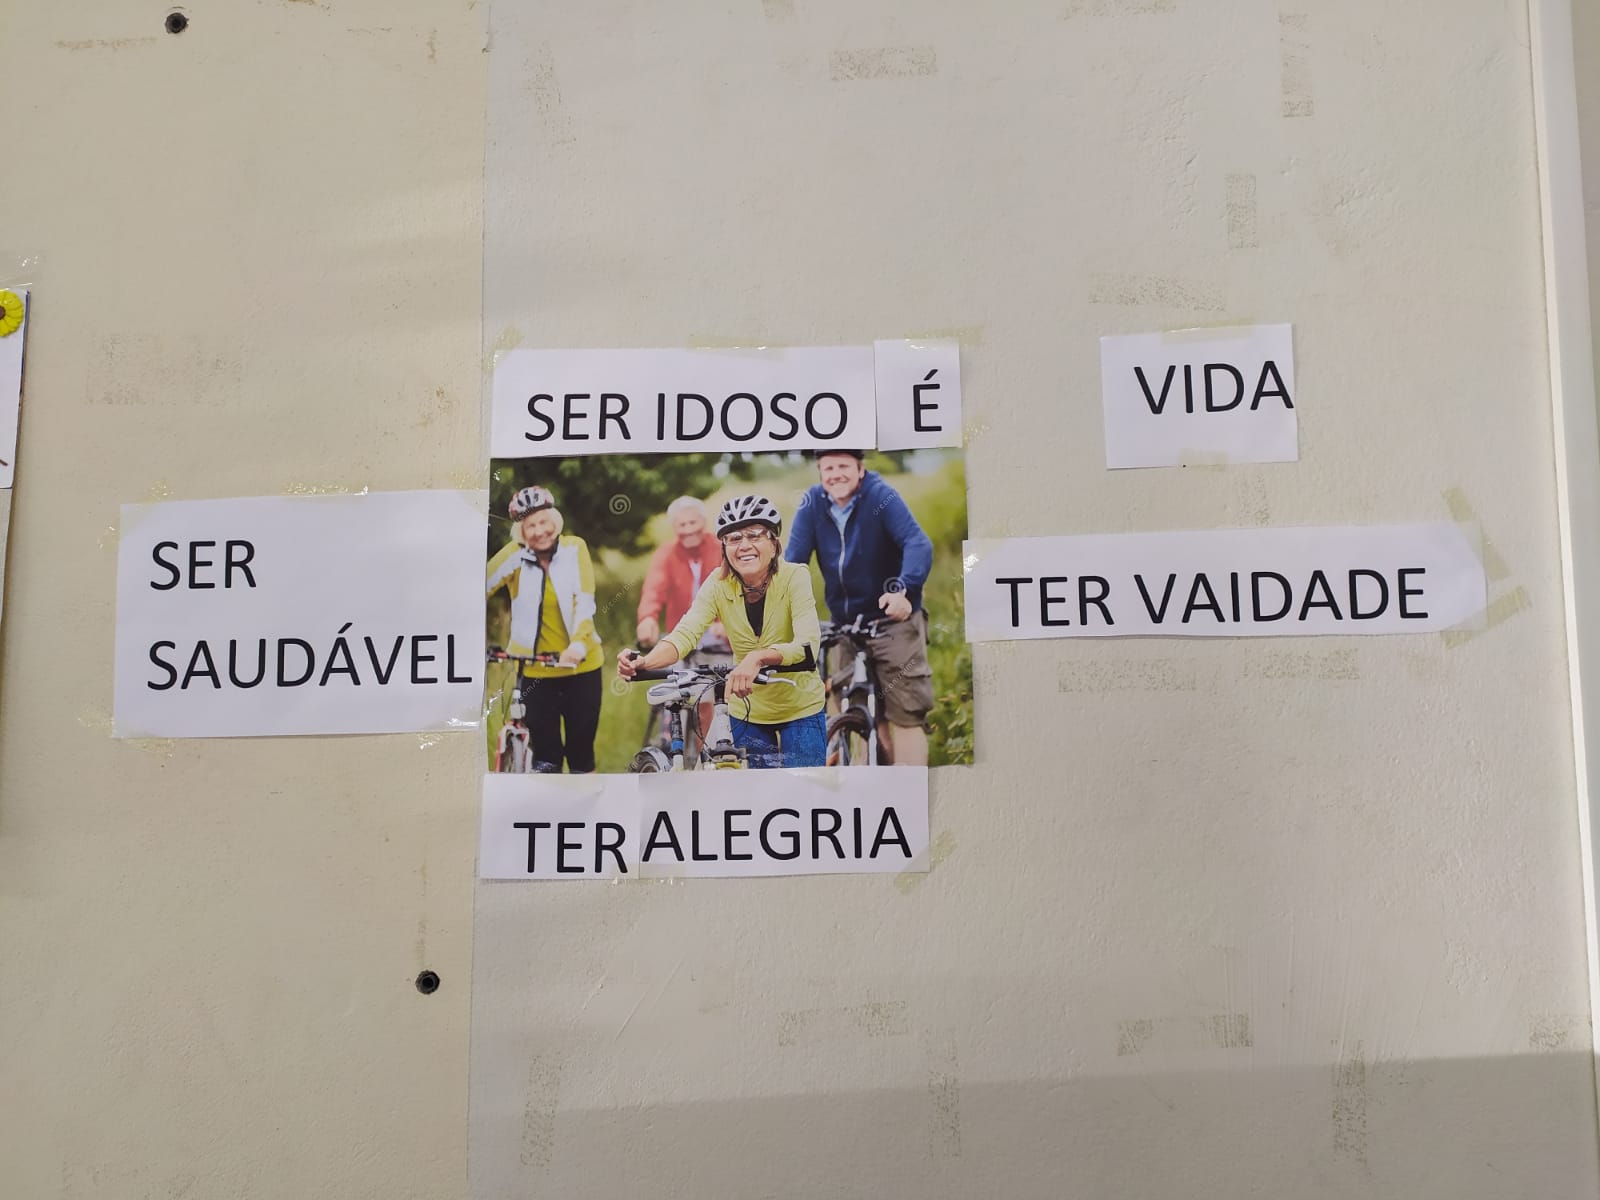 SER IDOSO É
VIDA
SER
SAUDÁVEL
TER VAIDADE
TER ALEGRIA